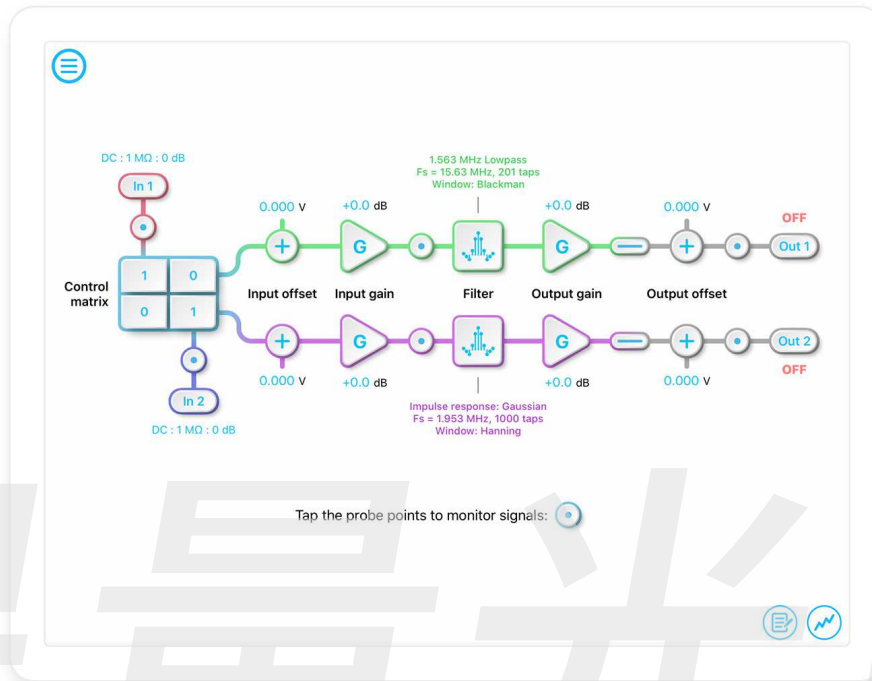 DC : 1 MΩ : 0 dB
In 1
1.563 MHz Lowpass
Fs = 15.63 MHz, 201 taps
Window: Blackman
0.000 V
+0.0 dB
+0.0 dB
0.000 V
OFF
G
G
Out 1
Control
matrix
1 0
0 1
Input offset
Input gain
Filter
Output gain
Output offset
G
G
Out 2
0.000 V
+0.0 dB
+0.0 dB
0.000 V
OFF
In 2
DC : 1 MΩ : 0 dB
Impulse response: Gaussian
Fs = 1.953 MHz, 1000 taps
Window: Hanning
Tap the probe points to monitor signals: